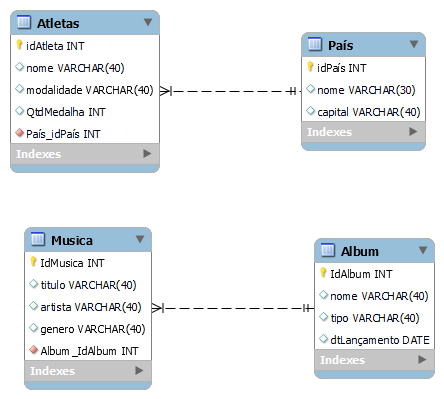 Atletas
idAtleta INT
nome VARCHAR(40)
modalidade VARCHAR(40)
QtdMedalha INT
País_idPaís INT
Indexes
País
idPaís INT
nome VARCHAR(30)
capital VARCHAR(40)
Indexes
Musica
IdMusica INT
titulo VARCHAR(40)
artista VARCHAR(40)
genero VARCHAR(40)
Album_IdAlbum INT
Indexes
Album
IdAlbum INT
nome VARCHAR(40)
tipo VARCHAR(40)
dtLançamento DATE
Indexes